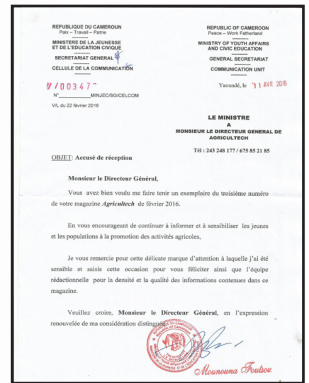 REPUBLIQUE DU CAMEROUN
Paix – Travail – Patrie
MINISTERE DE LA JEUNESSE
ET DE L'EDUCATION CIVIQUE
SECRETARIAT GENERAL
CELLULE DE LA COMMUNICATION
REPUBLIC OF CAMEROON
Peace – Work Fatherland
MINISTRY OF YOUTH AFFAIRS
AND CIVIC EDUCATION
GENERAL SECRETARY
COMMUNICATION UNIT
00347
N° MINJEC/SG/CELCOM
V/L du 22 février 2016
Yaoundé, le 11 AVR 2016
LE MINISTRE
A
MONSIEUR LE DIRECTEUR GENERAL DE
AGRICULTECH
Tél : 243 248 177 / 675 85 21 85
OBJET: Accusé de réception
Monsieur le Directeur Général,
Vous avez bien voulu me faire tenir un exemplaire du troisième numéro
de votre magazine Agricultech de février 2016.
En vous encourageant de continuer à informer et à sensibiliser les jeunes
et les populations à la promotion des activités agricoles,
Je vous remercie pour cette délicate marque d'attention à laquelle j'ai été
sensible et saisis cette occasion pour vous féliciter ainsi que l'équipe
rédactionnelle pour la densité et la qualité des informations contenues dans ce
magazine.
Veuillez croire, Monsieur le Directeur Général, en l'expression
renouvelée de ma considération distinguée.
Mounouna Foutsou